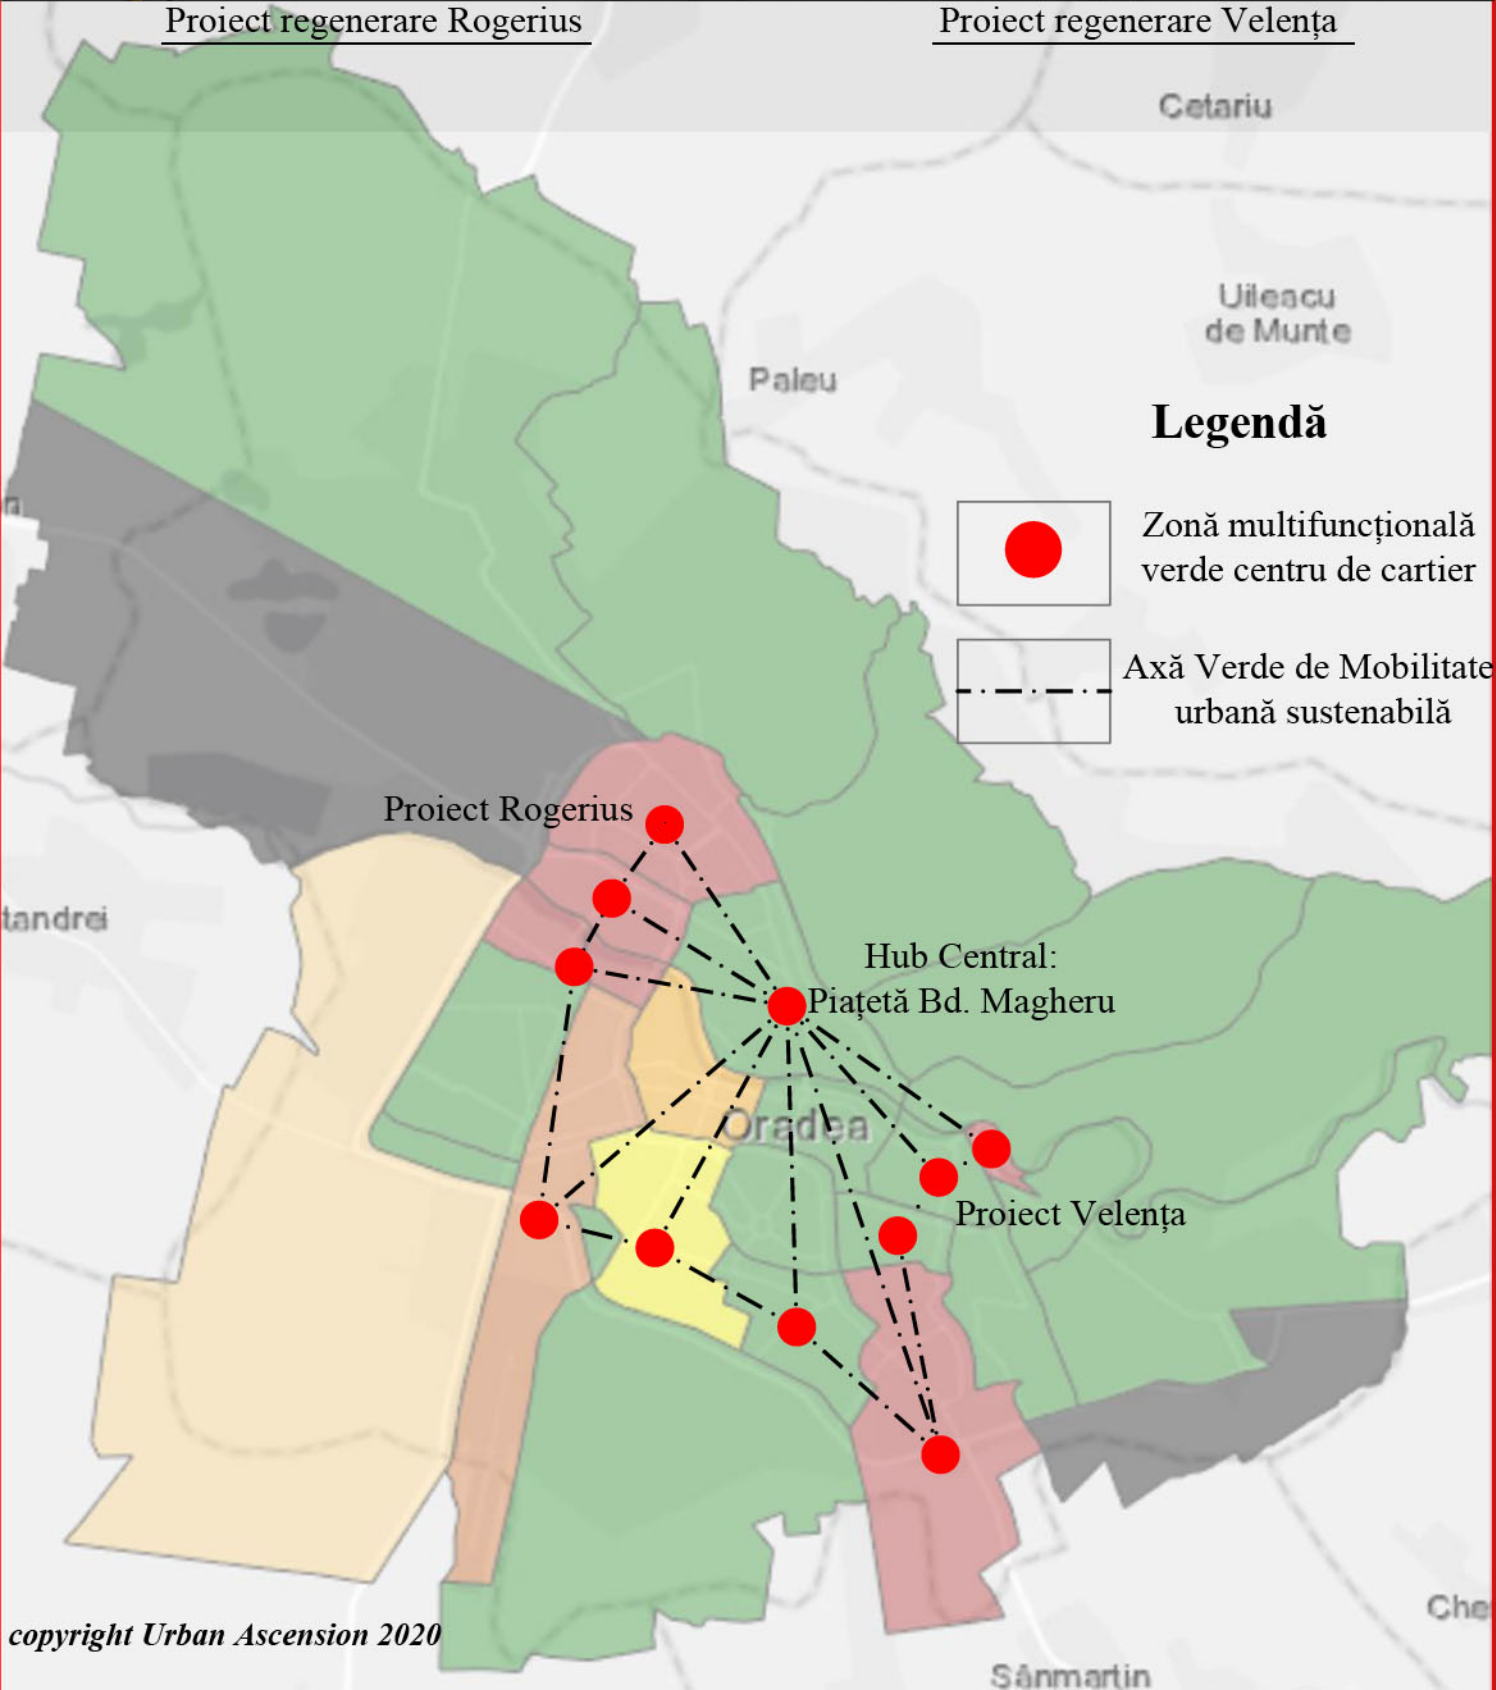 Proiect regenerare Rogerius
Proiect regenerare Velența
Cetariu
Uileacu
de Munte
Paleu
Legendă
Zonă multifuncțională
verde centru de cartier
Axă Verde de Mobilitate
urbană sustenabilă
Proiect Rogerius
tandrei
Hub Central:
Piațetă Bd. Magheru
Oradea
Proiect Velența
Che
copyright Urban Ascension 2020
Sânmartin